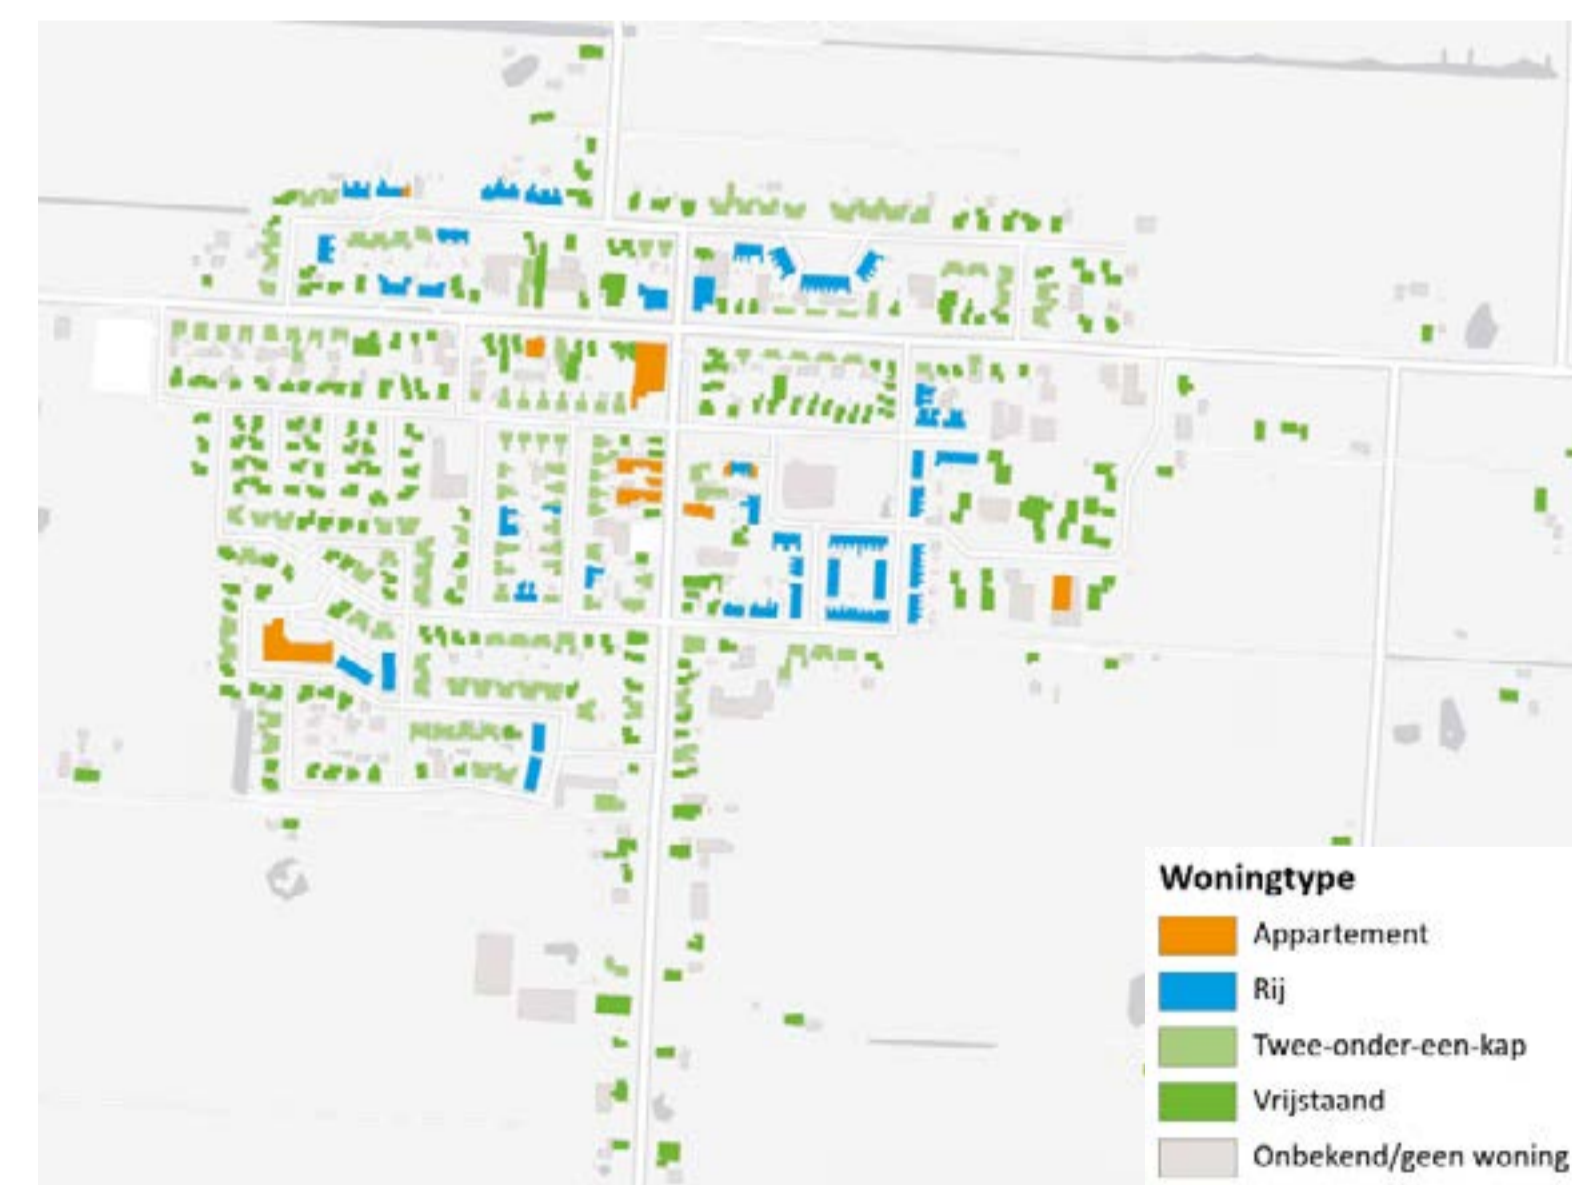 Woningtype
Appartement
Rij
Twee-onder-een-kap
Vrijstaand
Onbekend/geen woning